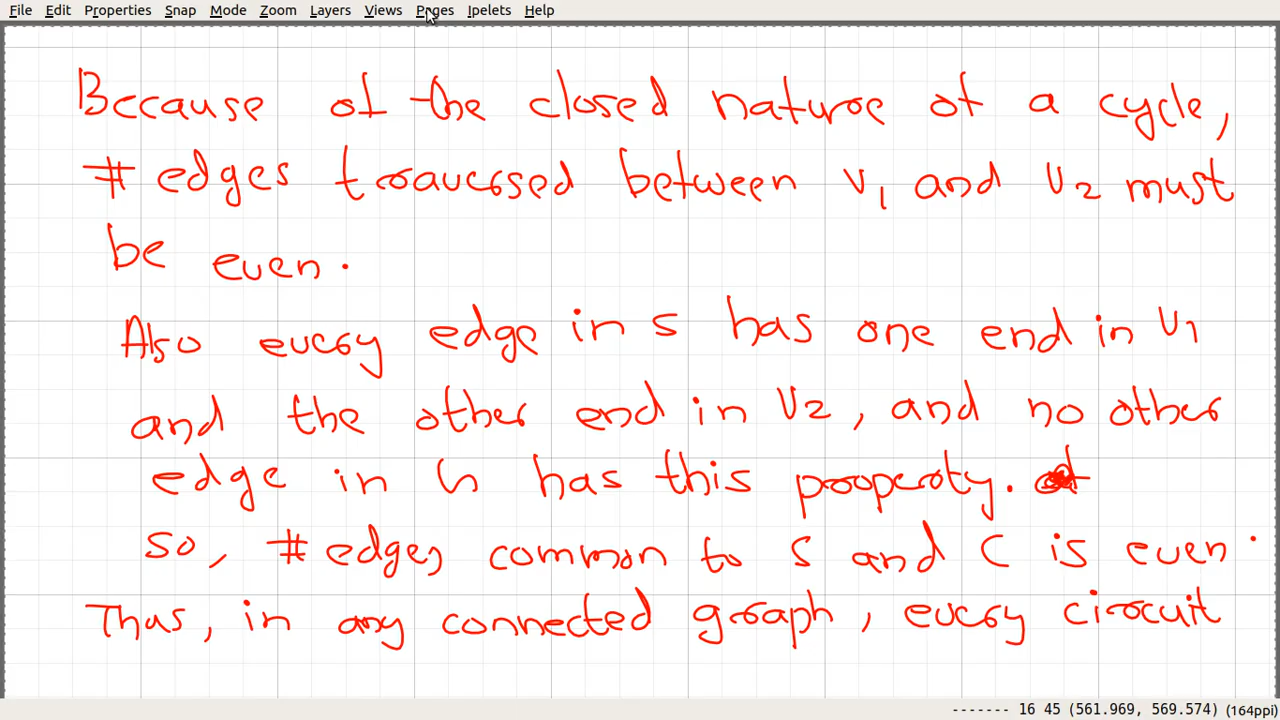 File Edit Properties Snap Mode Zoom Layers Views Pages Ipelets Help
Because of the closed nature of a cycle,
# edges traversed between v1 and v2 must
be even.
Also every edge in s has one end in v1
and the other end in v2, and no other
edge in G has this property.
So, # edges common to S and C is even.
Thus, in any connected graph, every circuit
------- 16 45 (561.969, 569.574) (164ppi)